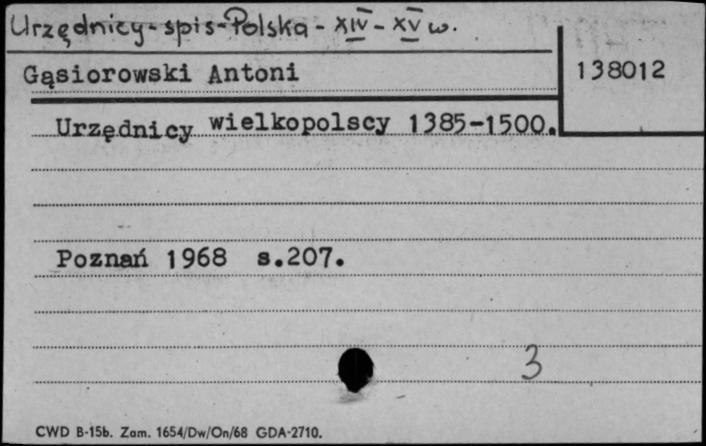 Urzędnicy-spis-Polska-XIV-XV w.
Gąsiorowski Antoni
138012
Urzędnicy wielkopolscy 1385-1500.
Poznań 1968 s.207.
3
CWD B-15b. Zam. 1654/Dw/On/68 GDA-2710.